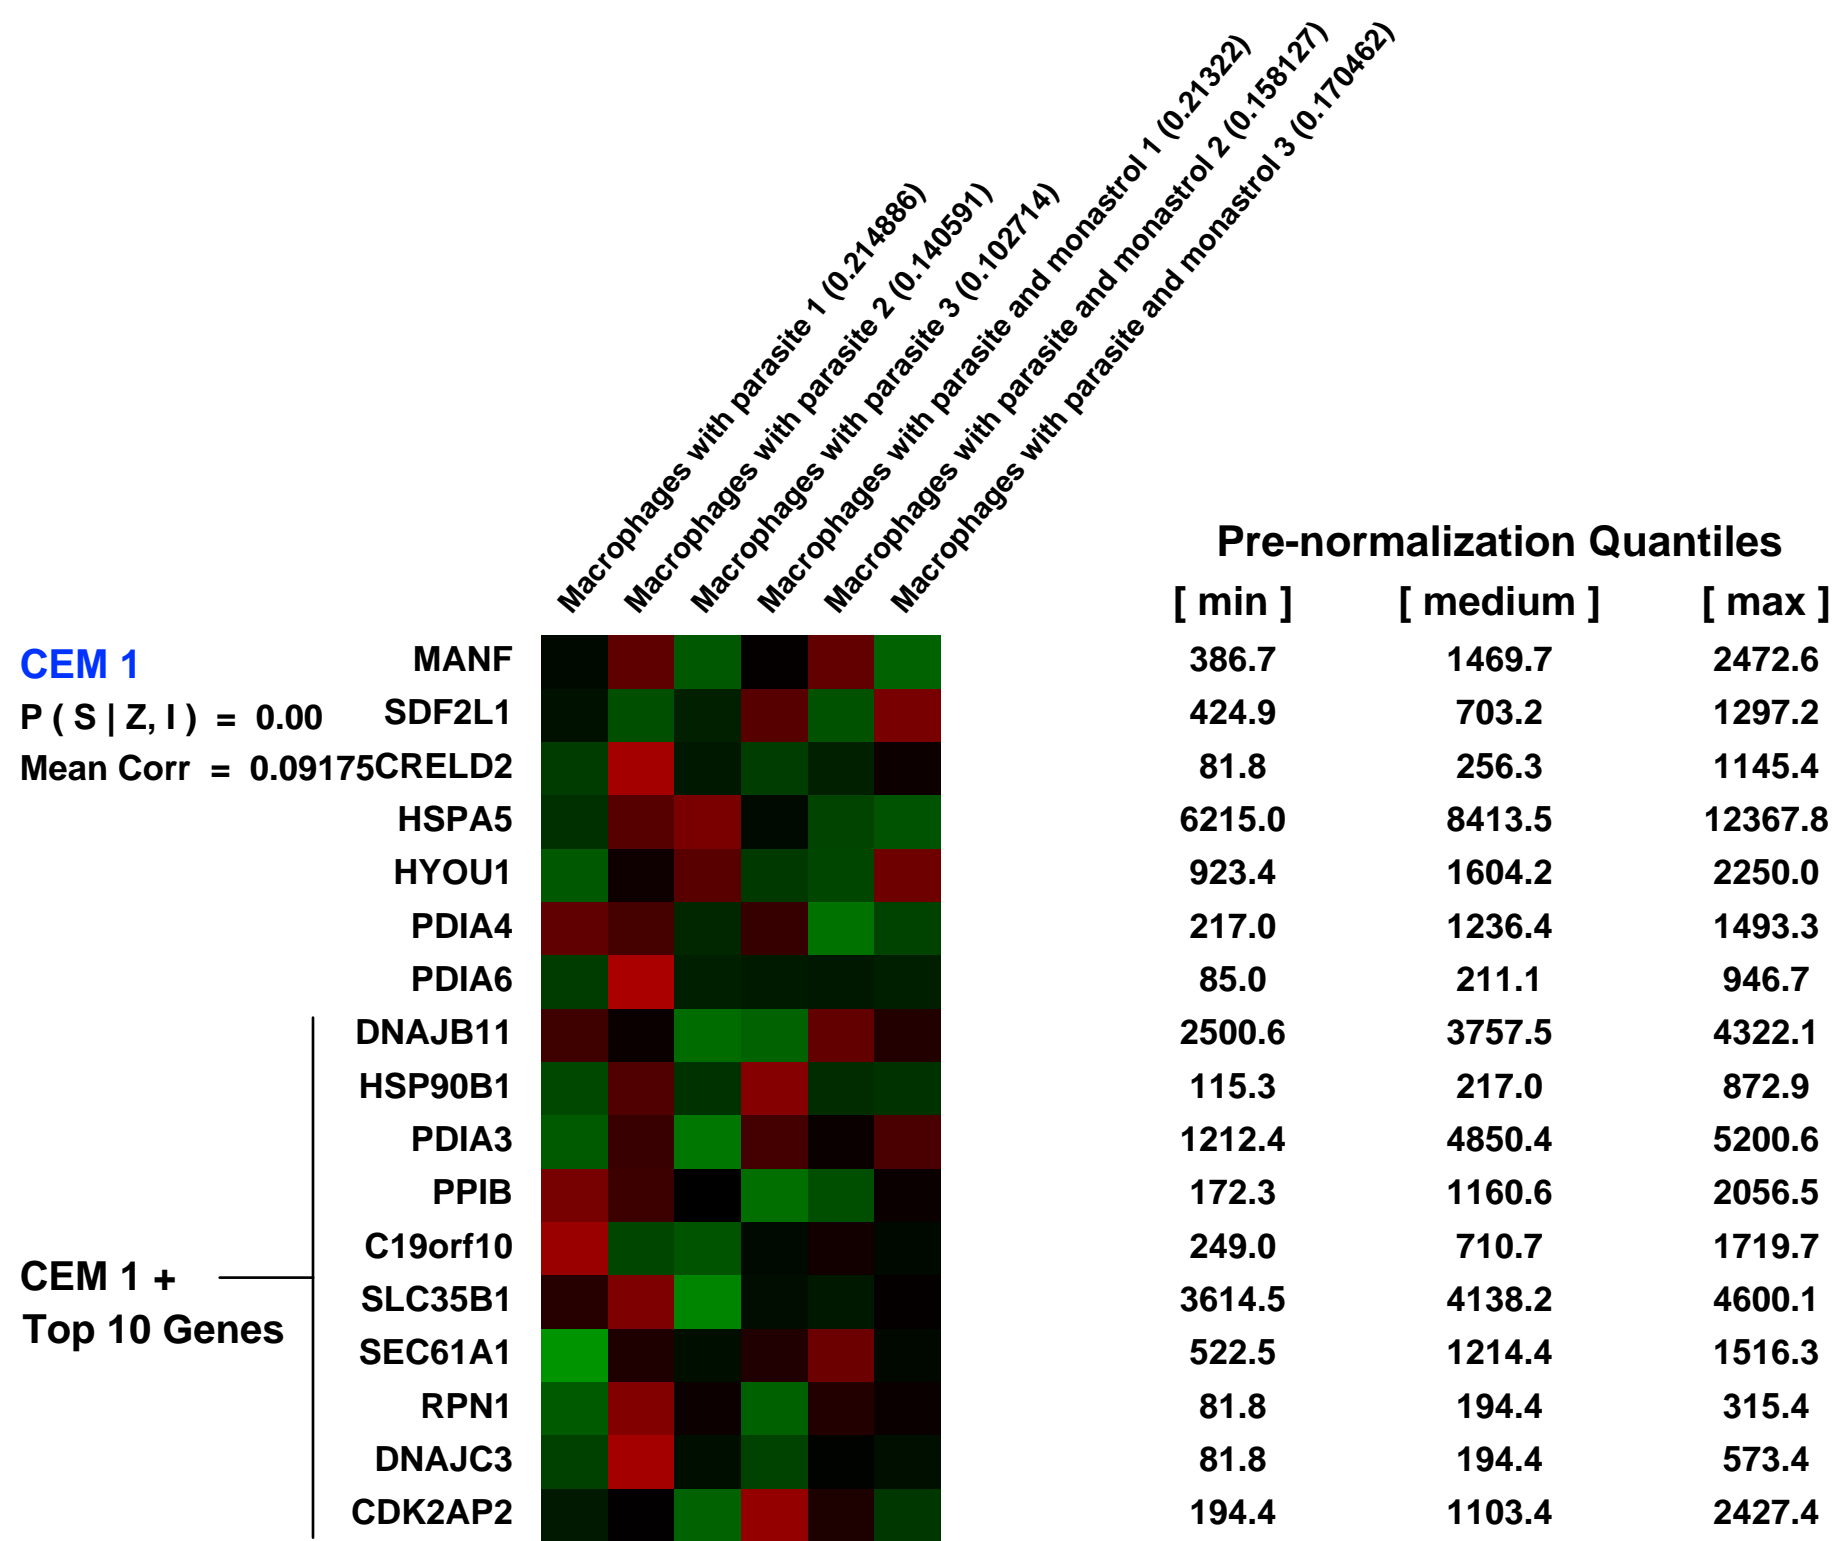 Macrophages with parasite 1 (0.214886)
Macrophages with parasite 2 (0.140591)
Macrophages with parasite 3 (0.102714)
Macrophages with parasite and monastrol 1 (0.21322)
Macrophages with parasite and monastrol 2 (0.158127)
Macrophages with parasite and monastrol 3 (0.170462)
Pre-normalization Quantiles
[ min ] [ medium ] [ max ]
CEM 1 MANF 386.7 1469.7 2472.6
P ( S | Z, I ) = 0.00 SDF2L1 424.9 703.2 1297.2
Mean Corr = 0.09175 CRELD2 81.8 256.3 1145.4
HSPA5 6215.0 8413.5 12367.8
HYOU1 923.4 1604.2 2250.0
PDIA4 217.0 1236.4 1493.3
PDIA6 85.0 211.1 946.7
DNAJB11 2500.6 3757.5 4322.1
HSP90B1 115.3 217.0 872.9
PDIA3 1212.4 4850.4 5200.6
PPIB 172.3 1160.6 2056.5
C19orf10 249.0 710.7 1719.7
CEM 1 +
SLC35B1 3614.5 4138.2 4600.1
Top 10 Genes
SEC61A1 522.5 1214.4 1516.3
RPN1 81.8 194.4 315.4
DNAJC3 81.8 194.4 573.4
CDK2AP2 194.4 1103.4 2427.4